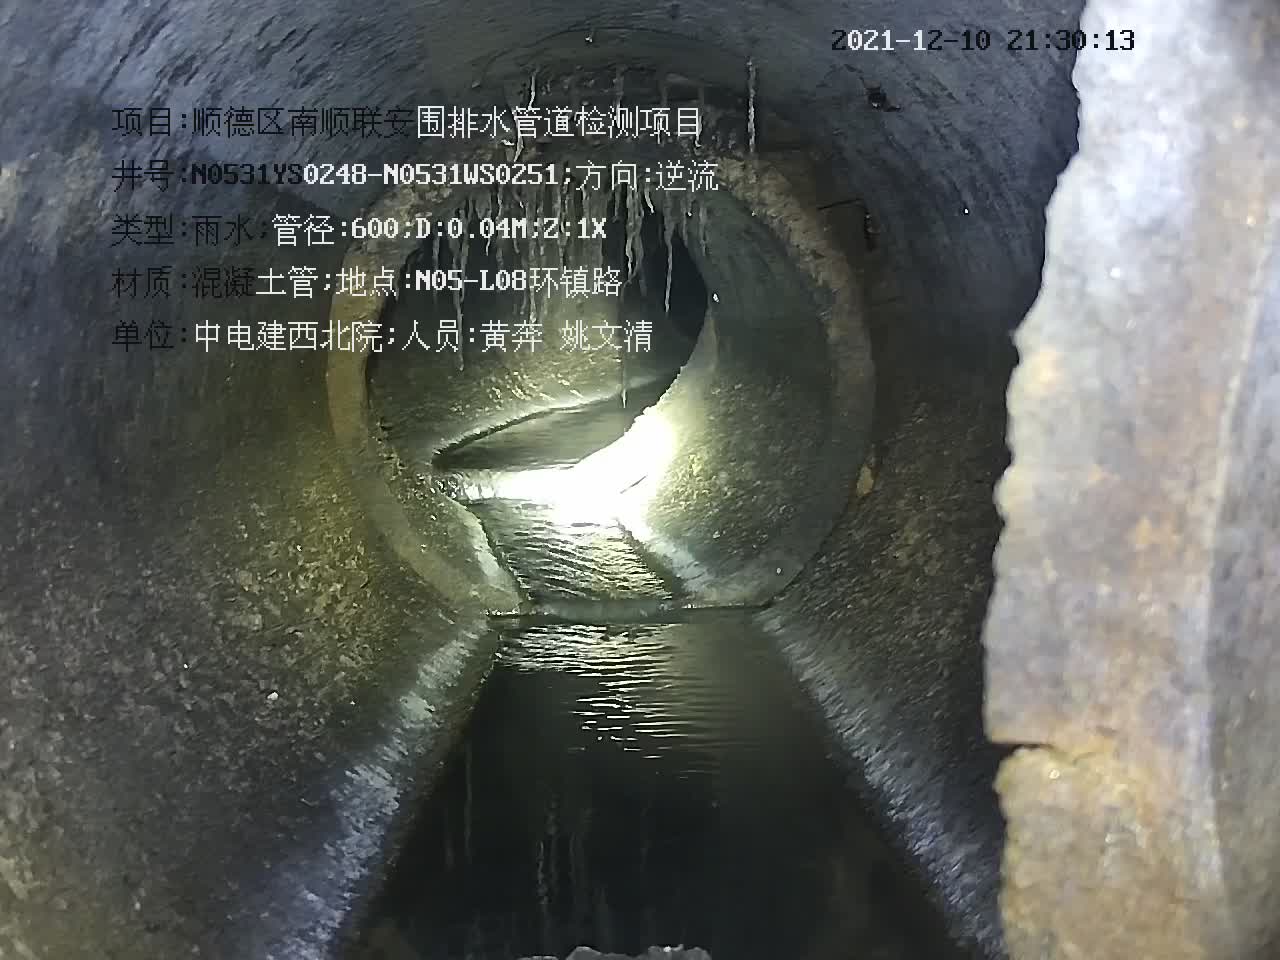 2021-12-10 21:30:13
项目:顺德区南顺联安围排水管道检测项目
井号:N0531YS0248-N0531WS0251;方向:逆流
类型:雨水;管径:600;D:0.04M;Z:1X
材质:混凝土管;地点:N05-L08环镇路
单位:中电建西北院;人员:黄奔 姚文清